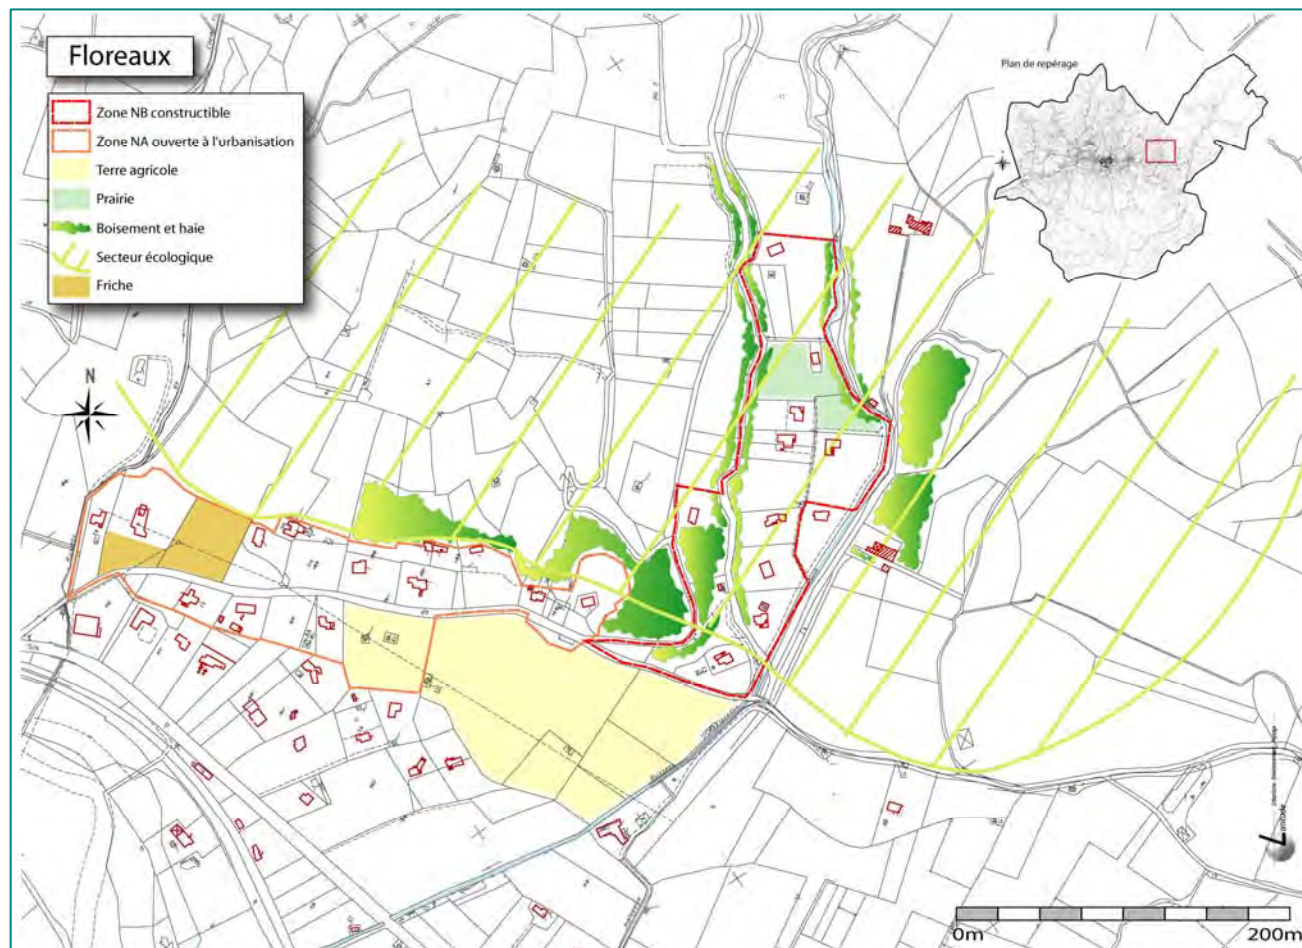 Floreaux
Zone NB constructible
Zone NA ouverte à l'urbanisation
Terre agricole
Prairie
Boisement et haie
Secteur écologique
Friche
Plan de repérage
N
Latitude
0m
200m